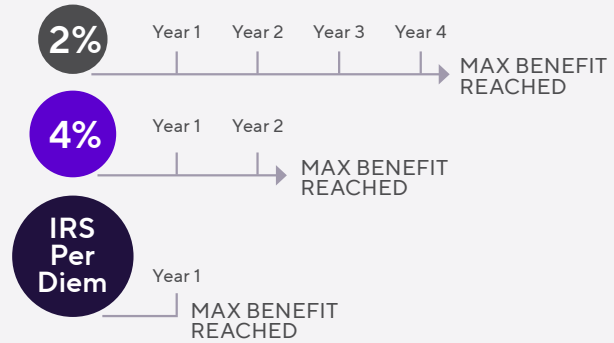 2%
Year 1 Year 2 Year 3 Year 4
MAX BENEFIT
REACHED
4%
Year 1 Year 2
MAX BENEFIT
REACHED
IRS
Per
Diem
Year 1
MAX BENEFIT
REACHED